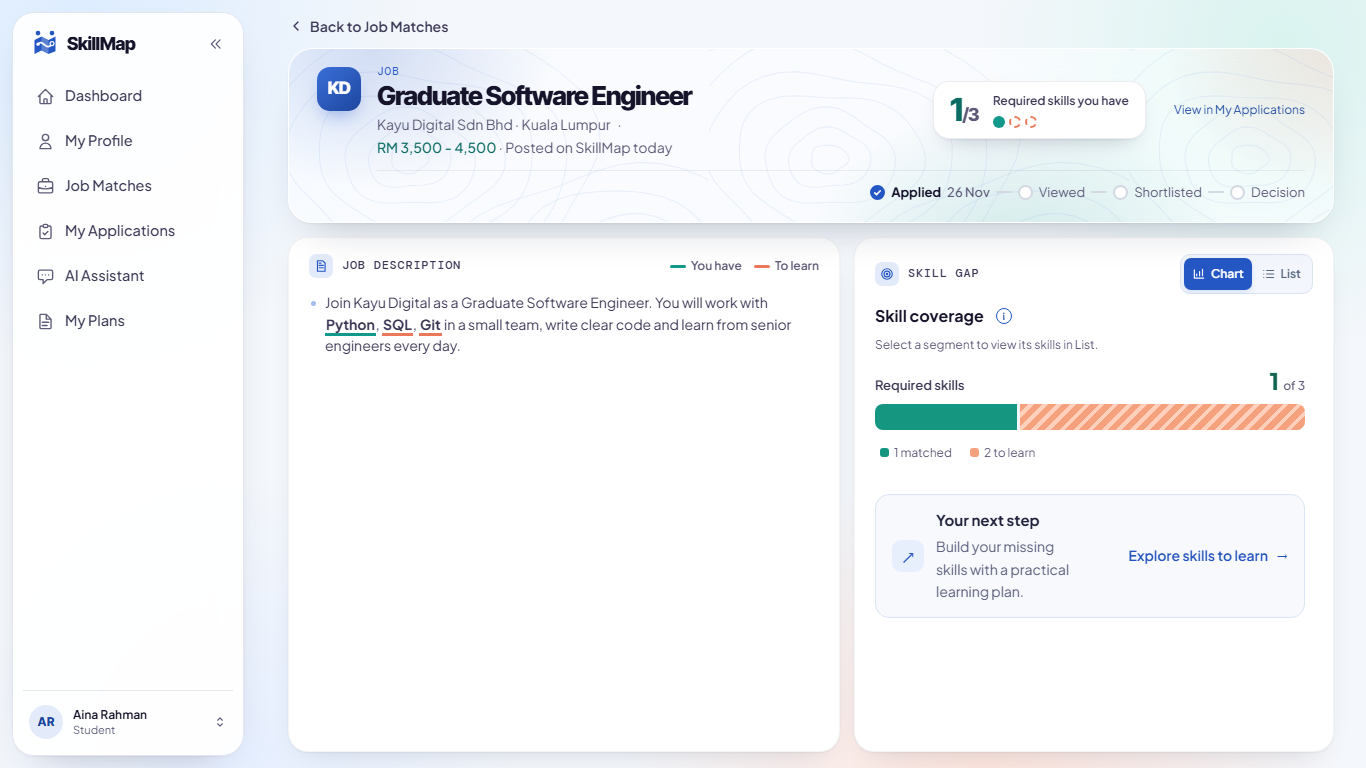 SkillMap
Dashboard
My Profile
Job Matches
My Applications
AI Assistant
My Plans
AR
Aina Rahman
Student
Back to Job Matches
KD
JOB
Graduate Software Engineer
Kayu Digital Sdn Bhd · Kuala Lumpur ·
RM 3,500 - 4,500 · Posted on SkillMap today
1/3
Required skills you have
View in My Applications
Applied 26 Nov
Viewed
Shortlisted
Decision
JOB DESCRIPTION
You have
To learn
Join Kayu Digital as a Graduate Software Engineer. You will work with
Python, SQL, Git in a small team, write clear code and learn from senior
engineers every day.
SKILL GAP
Chart
List
Skill coverage
Select a segment to view its skills in List.
Required skills
1 of 3
1 matched
2 to learn
Your next step
Build your missing
skills with a practical
learning plan.
Explore skills to learn →